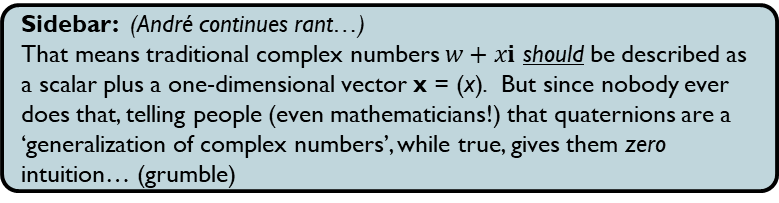 Sidebar: (André continues rant…)
That means traditional complex numbers w + xi should be described as
a scalar plus a one-dimensional vector x = (x). But since nobody ever
does that, telling people (even mathematicians!) that quaternions are a
‘generalization of complex numbers’, while true, gives them zero
intuition… (grumble)